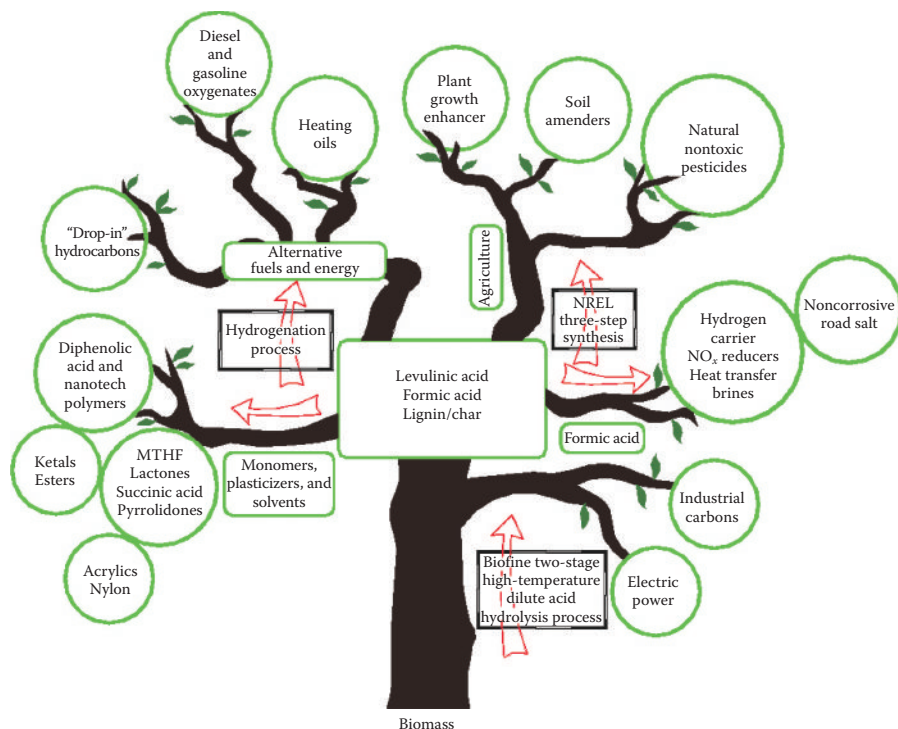 Diesel
and
gasoline
oxygenates
Heating
oils
Plant
growth
enhancer
Soil
amenders
Natural
nontoxic
pesticides
“Drop-in”
hydrocarbons
Alternative
fuels and energy
Agriculture
Hydrogenation
process
NREL
three-step
synthesis
Hydrogen
carrier
NOx reducers
Heat transfer
brines
Noncorrosive
road salt
Diphenolic
acid and
nanotech
polymers
Levulinic acid
Formic acid
Lignin/char
Formic acid
Ketals
Esters
MTHF
Lactones
Succinic acid
Pyrrolidones
Monomers,
plasticizers, and
solvents
Industrial
carbons
Acrylics
Nylon
Biofine two-stage
high-temperature
dilute acid
hydrolysis process
Electric
power
Biomass